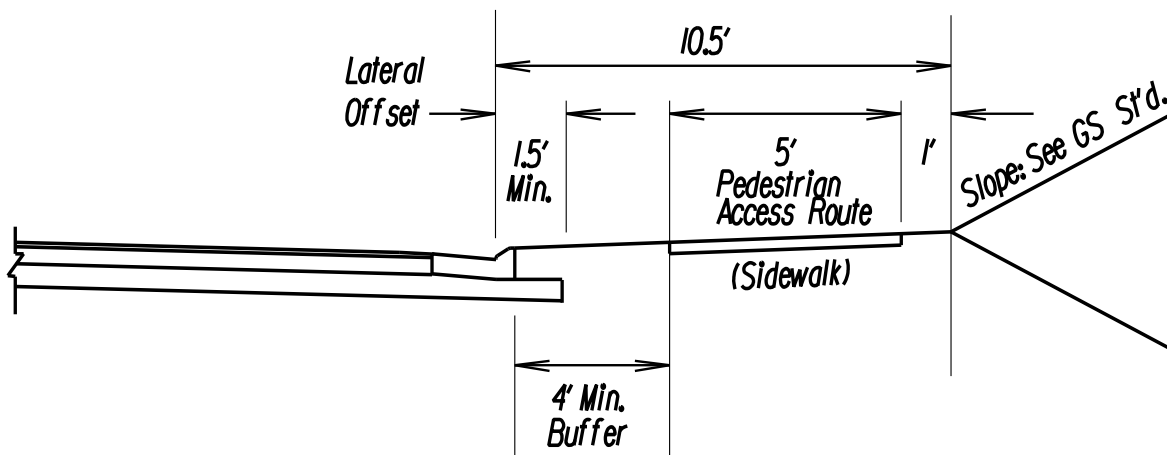 10.5'
Lateral
Offset
1.5'
Min.
5'
Pedestrian
Access Route
1'
Slope: See GS St'd.
(Sidewalk)
4' Min.
Buffer